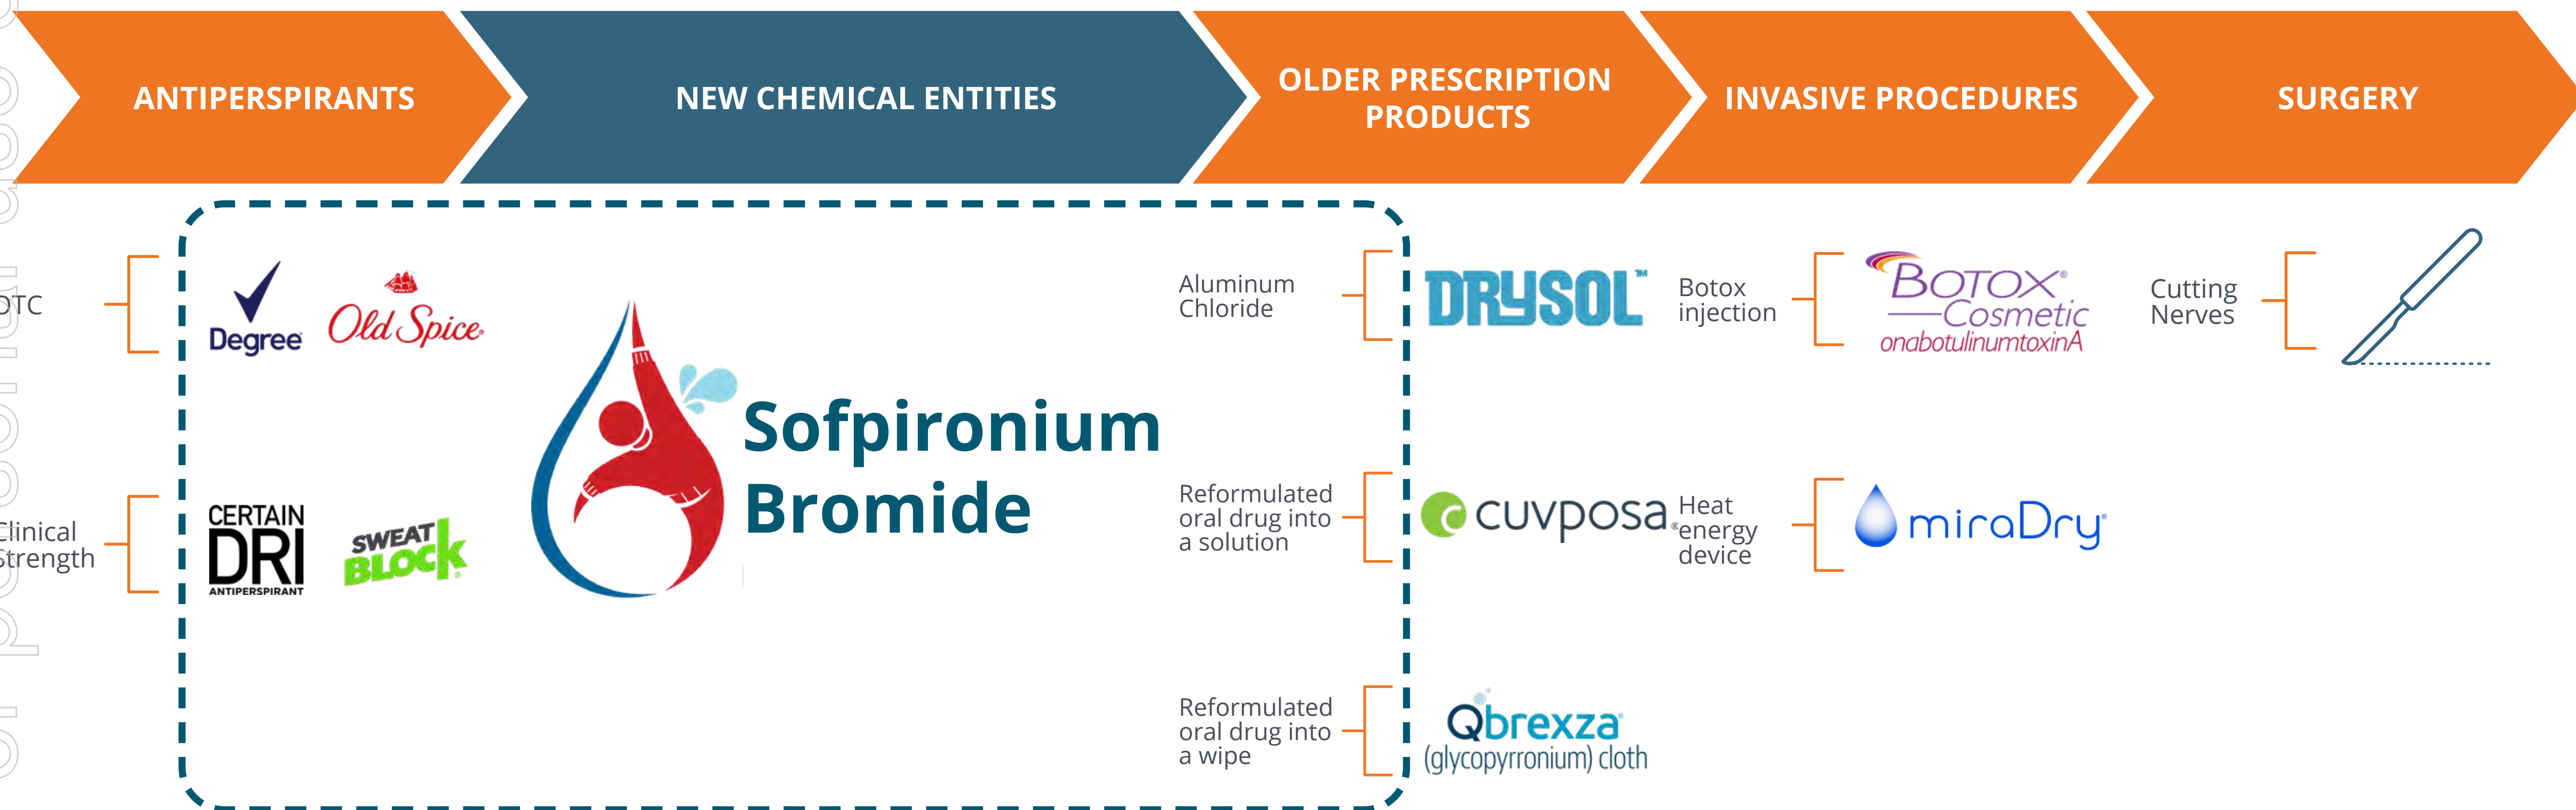 ANTIPERSPIRANTS
NEW CHEMICAL ENTITIES
OLDER PRESCRIPTION
PRODUCTS
INVASIVE PROCEDURES
SURGERY
OTC
Degree
Old Spice
Clinical
Strength
CERTAIN
DRI
ANTIPERSPIRANT
SWEAT
BLOCK
Sofpironium
Bromide
Aluminum
Chloride
DRYSOL™
Reformulated
oral drug into
a solution
cuvposa®
Reformulated
oral drug into
a wipe
Qbrexza
(glycopyrronium) cloth
Botox
injection
BOTOX®
Cosmetic
onabotulinumtoxinA
Heat
energy
device
miraDry®
Cutting
Nerves